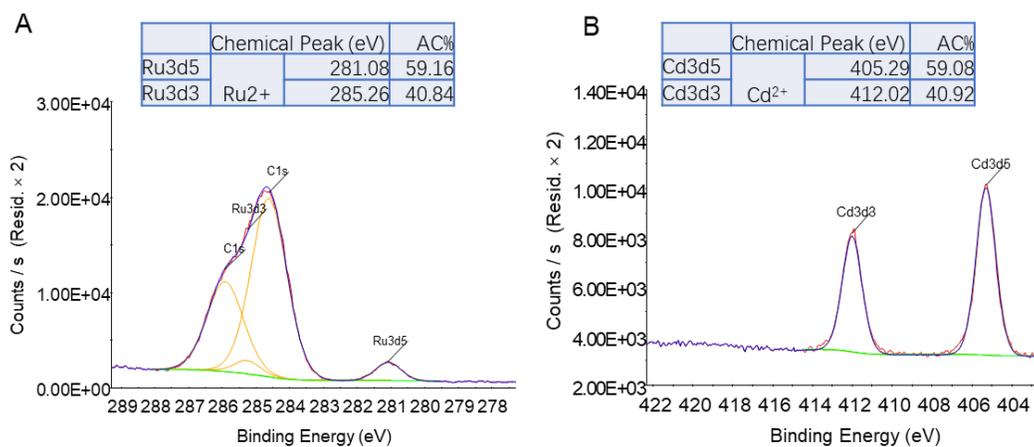 A
Chemical Peak (eV) AC%
Ru3d5 281.08 59.16
Ru3d3 Ru2+ 285.26 40.84
3.00E+04
2.00E+04
1.00E+04
0.00E+00
Counts / s (Resid. × 2)
C1s
Ru3d3
C1s
Ru3d5
289 288 287 286 285 284 283 282 281 280 279 278
Binding Energy (eV)
B
Chemical Peak (eV) AC%
Cd3d5 405.29 59.08
Cd3d3 Cd²⁺ 412.02 40.92
1.40E+04
1.20E+04
1.00E+04
8.00E+03
6.00E+03
4.00E+03
2.00E+03
Counts / s (Resid. × 2)
Cd3d5
Cd3d3
422 420 418 416 414 412 410 408 406 404
Binding Energy (eV)